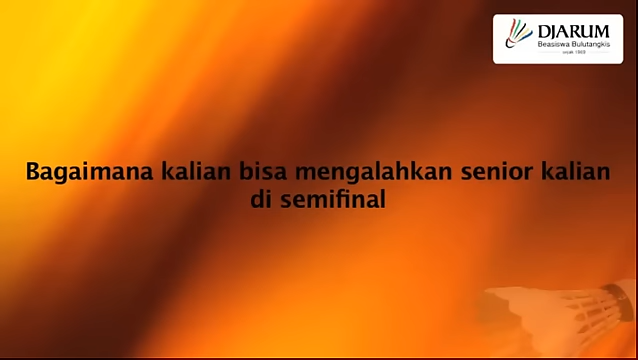 DJARUM
Beasiswa Bulutangkis
sejak 1969
Bagaimana kalian bisa mengalahkan senior kalian
di semifinal